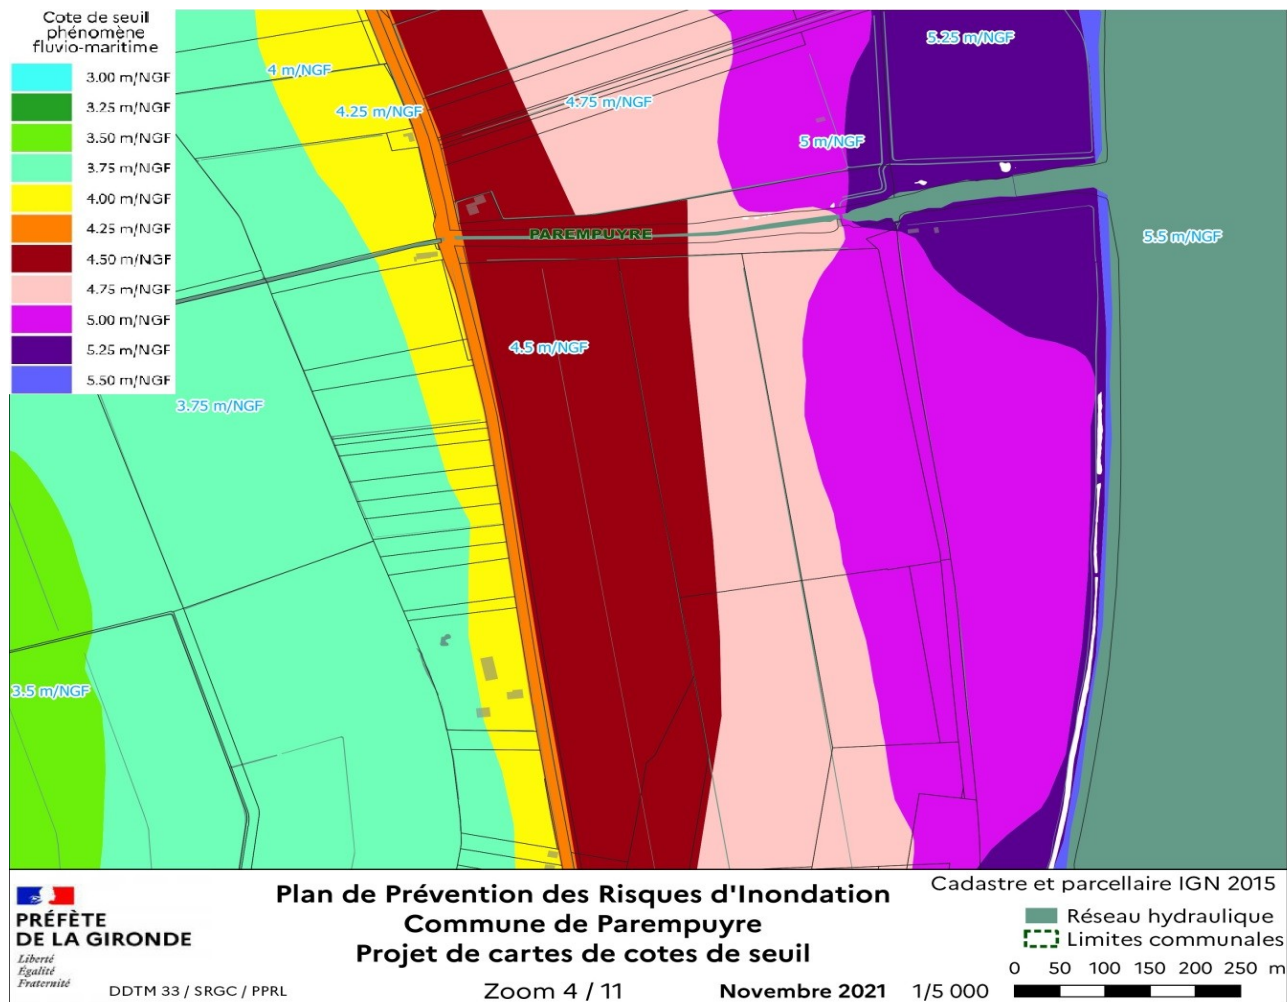 Cote de seuil
phénomène
fluvio-maritime
3.00 m/NGF
3.25 m/NGF
3.50 m/NGF
3.75 m/NGF
4.00 m/NGF
4.25 m/NGF
4.50 m/NGF
4.75 m/NGF
5.00 m/NGF
5.25 m/NGF
5.50 m/NGF
5.25 m/NGF
4 m/NGF
4.75 m/NGF
4.25 m/NGF
5 m/NGF
PAREMPUYRE
5.5 m/NGF
4.5 m/NGF
3.75 m/NGF
3.5 m/NGF
PRÉFÈTE
DE LA GIRONDE
Liberté
Égalité
Fraternité
DDTM 33 / SRGC / PPRL
Plan de Prévention des Risques d'Inondation
Commune de Parempuyre
Projet de cartes de cotes de seuil
Zoom 4 / 11
Novembre 2021
1/5 000
Cadastre et parcellaire IGN 2015
Réseau hydraulique
Limites communales
0 50 100 150 200 250 m